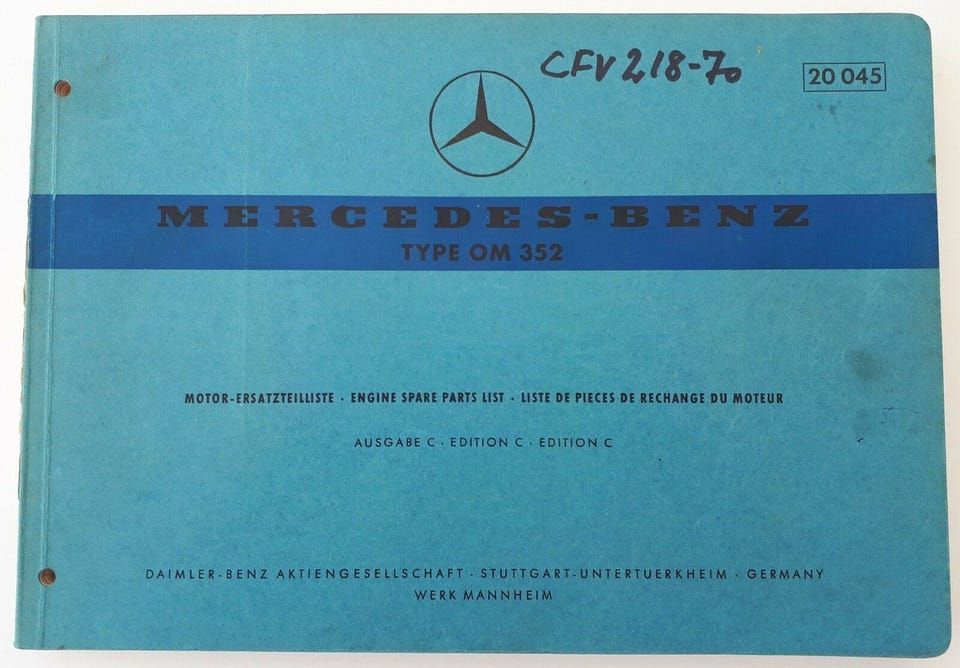 CFV 218-70
20 045
MERCEDES-BENZ
TYPE OM 352
MOTOR-ERSATZTEILLISTE · ENGINE SPARE PARTS LIST · LISTE DE PIECES DE RECHANGE DU MOTEUR
AUSGABE C · EDITION C · EDITION C
DAIMLER-BENZ AKTIENGESELLSCHAFT · STUTTGART-UNTERTUERKHEIM · GERMANY
WERK MANNHEIM